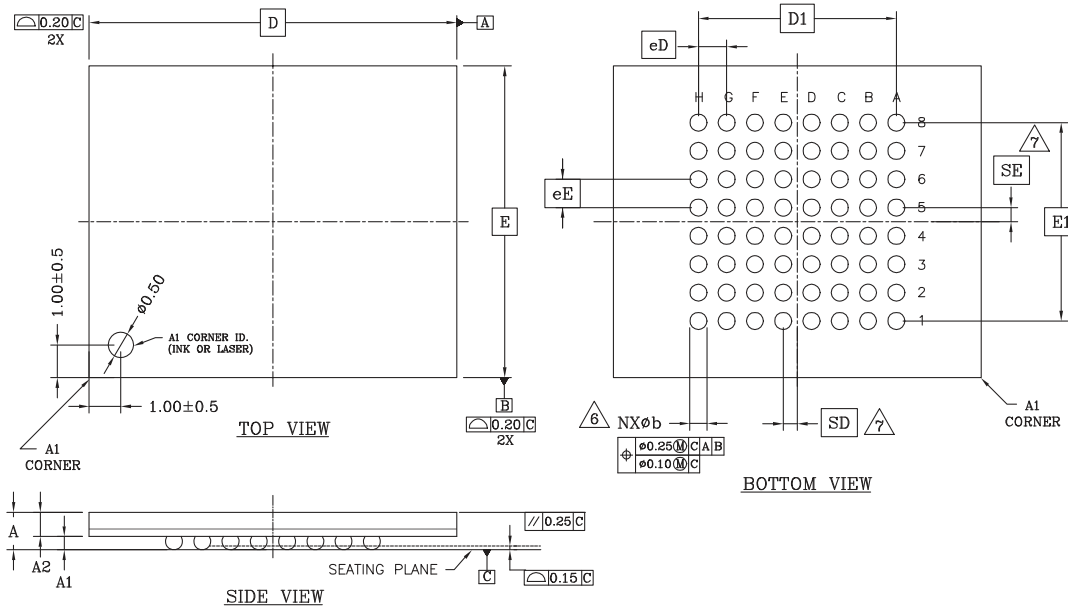 ⌓ 0.20 C
2X
D
A
E
1.00±0.5
ø0.50
A1 CORNER ID.
(INK OR LASER)
1.00±0.5
B
⌓ 0.20 C
2X
A1
CORNER
TOP VIEW
D1
eD
H G F E D C B A
8
7
6
5
4
3
2
1
7
SE
eE
E1
6 NXøb
⌖ ø0.25Ⓜ C A B
ø0.10Ⓜ C
SD 7
A1
CORNER
BOTTOM VIEW
A
A2
A1
// 0.25 C
SEATING PLANE
C
⌓ 0.15 C
SIDE VIEW